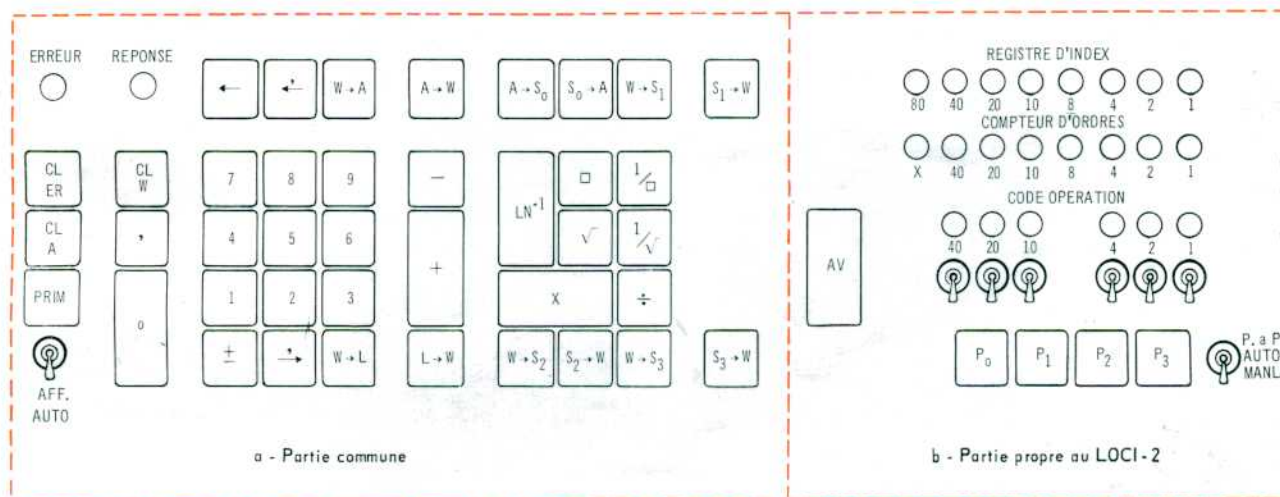 ERREUR REPONSE
← ,← W→A A→W A→S₀ S₀→A W→S₁ S₁→W
CL ER CL W 7 8 9 − LN⁺¹ □ 1/□
CL A , 4 5 6 + √ 1/√
PRIM 0 1 2 3 X ÷
± ,→ W→L L→W W→S₂ S₂→W W→S₃ S₃→W
AFF.
AUTO
a - Partie commune
REGISTRE D'INDEX
80 40 20 10 8 4 2 1
COMPTEUR D'ORDRES
X 40 20 10 8 4 2 1
CODE OPERATION
40 20 10 4 2 1
AV
P₀ P₁ P₂ P₃
P. a P
AUTO
MANL
b - Partie propre au LOCI-2